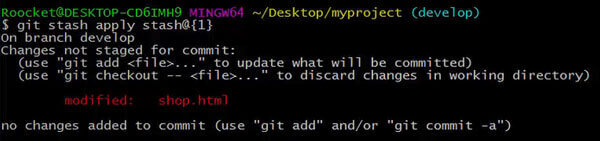 Roocket@DESKTOP-CD6IMH9 MINGW64 ~/Desktop/myproject (develop)
$ git stash apply stash@{1}
On branch develop
Changes not staged for commit:
(use "git add <file>..." to update what will be committed)
(use "git checkout -- <file>..." to discard changes in working directory)
modified: shop.html
no changes added to commit (use "git add" and/or "git commit -a")